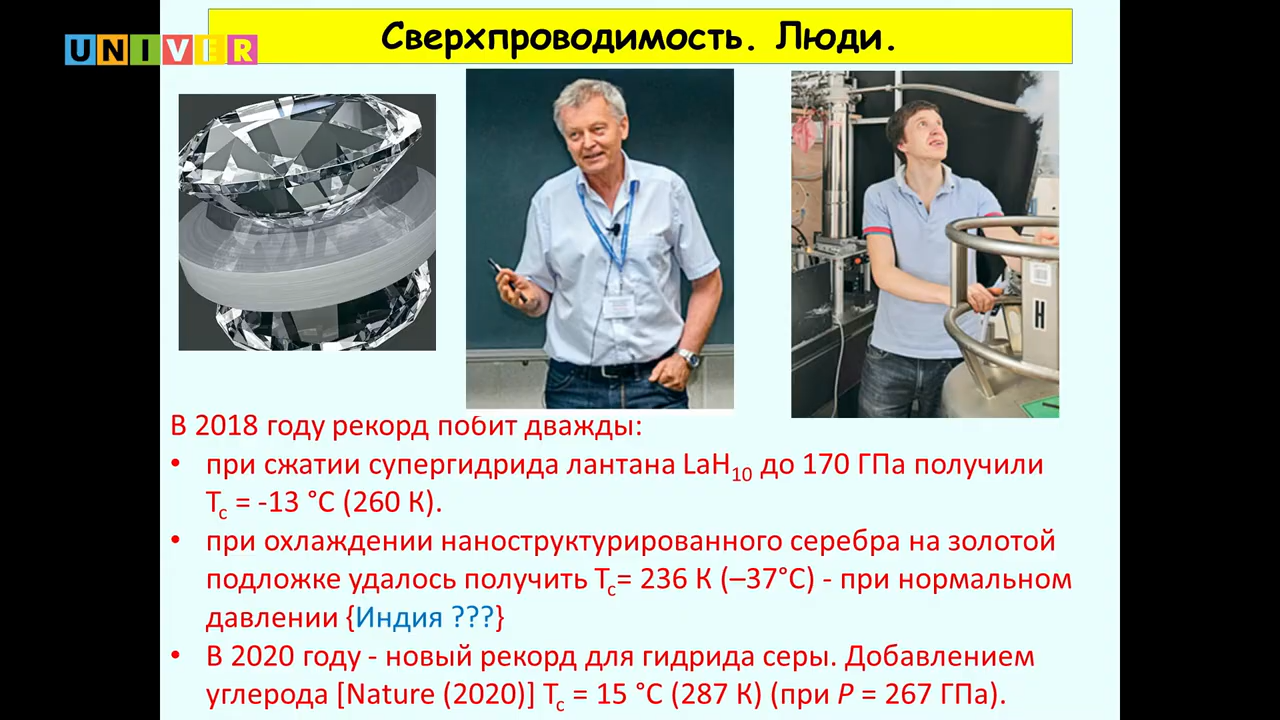 UNIVER
Сверхпроводимость. Люди.
H
В 2018 году рекорд побит дважды:
• при сжатии супергидрида лантана LaH10 до 170 ГПа получили
Tc = -13 °С (260 К).
• при охлаждении наноструктурированного серебра на золотой
подложке удалось получить Tc= 236 К (–37°С) - при нормальном
давлении {Индия ???}
• В 2020 году - новый рекорд для гидрида серы. Добавлением
углерода [Nature (2020)] Tc = 15 °С (287 К) (при P = 267 ГПа).